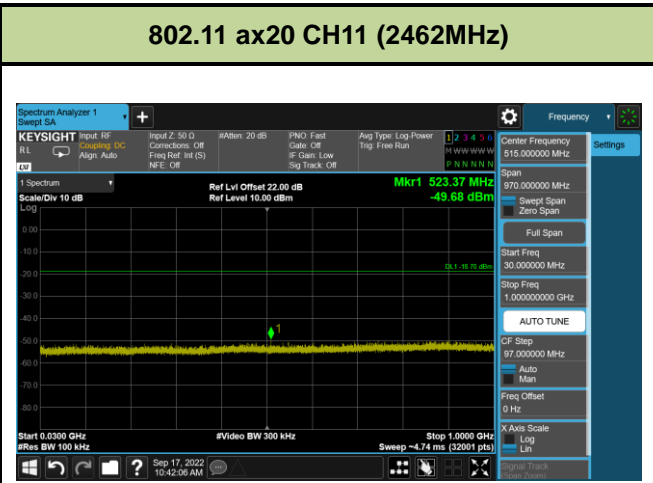 802.11 ax20 CH11 (2462MHz)
Spectrum Analyzer 1
Swept SA
Frequency
KEYSIGHT
RL
LXI
Input: RF
Coupling: DC
Align: Auto
Input Z: 50 Ω
Corrections: Off
Freq Ref: Int (S)
NFE: Off
#Atten: 20 dB
PNO: Fast
Gate: Off
IF Gain: Low
Sig Track: Off
Avg Type: Log-Power
Trig: Free Run
1 2 3 4 5 6
M W W W W W
P N N N N N
Center Frequency
515.000000 MHz
Settings
1 Spectrum
Scale/Div 10 dB
Log
Ref Lvl Offset 22.00 dB
Ref Level 10.00 dBm
Mkr1 523.37 MHz
-49.68 dBm
Span
970.000000 MHz
Swept Span
Zero Span
Full Span
Start Freq
30.000000 MHz
Stop Freq
1.000000000 GHz
AUTO TUNE
CF Step
97.000000 MHz
Auto
Man
Freq Offset
0 Hz
X Axis Scale
Log
Lin
Signal Track
(Span Zoom)
0.00
-10.0
DL1 -18.70 dBm
-20.0
-30.0
-40.0
1
-50.0
-60.0
-70.0
-80.0
Start 0.0300 GHz
#Res BW 100 kHz
#Video BW 300 kHz
Stop 1.0000 GHz
Sweep ~4.74 ms (32001 pts)
?
Sep 17, 2022
10:42:06 AM